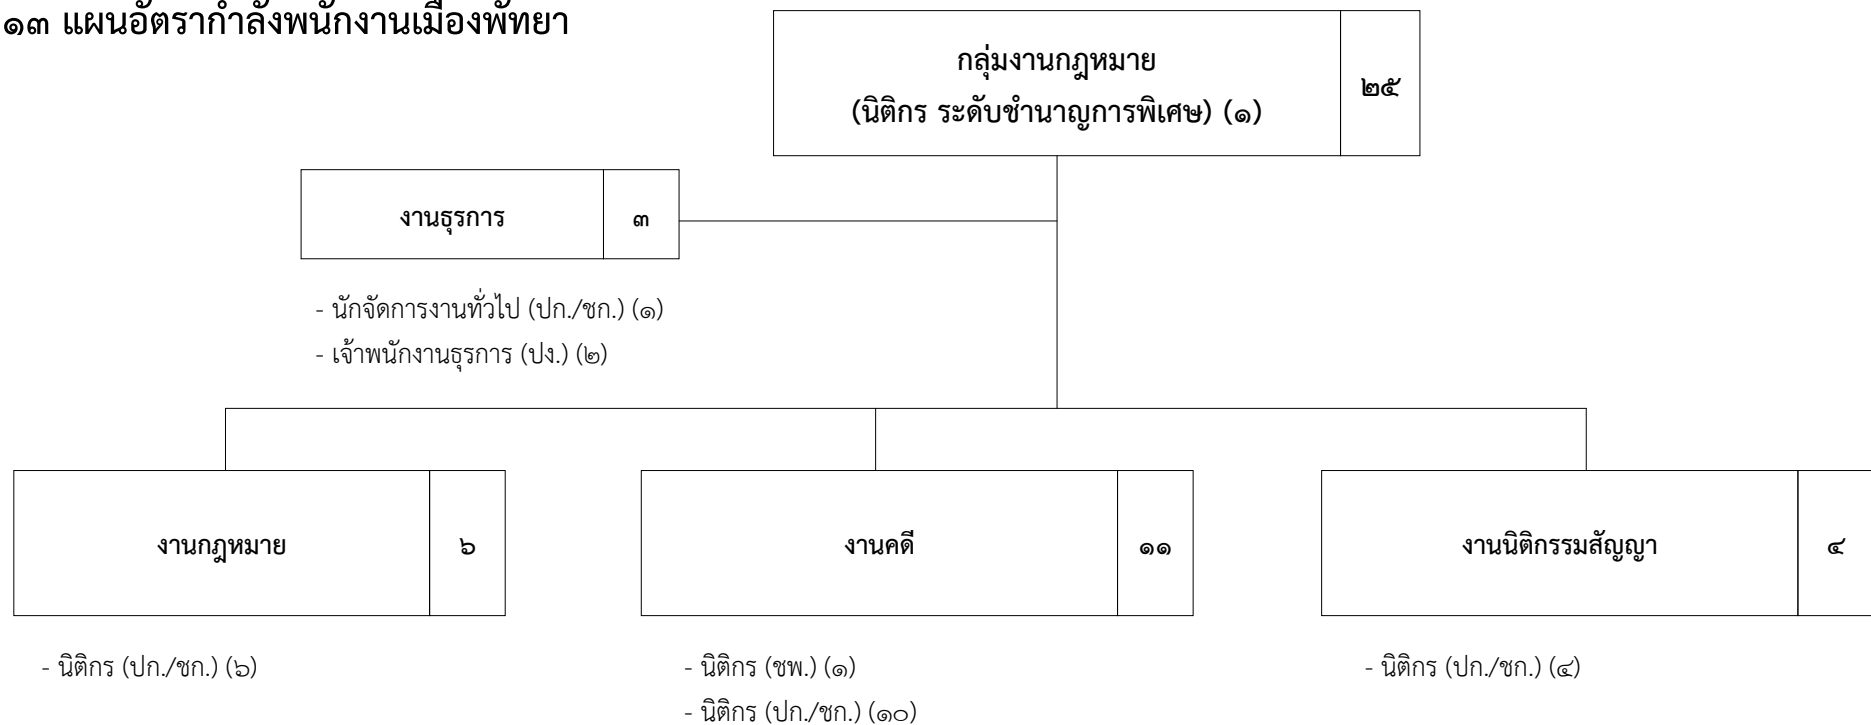 ๑๓ แผนอัตรากำลังพนักงานเมืองพัทยา
กลุ่มงานกฎหมาย
(นิติกร ระดับชำนาญการพิเศษ) (๑)
๒๕
งานธุรการ
๓
- นักจัดการงานทั่วไป (ปก./ชก.) (๑)
- เจ้าพนักงานธุรการ (ปง.) (๒)
งานกฎหมาย
๖
งานคดี
๑๑
งานนิติกรรมสัญญา
๔
- นิติกร (ปก./ชก.) (๖)
- นิติกร (ชพ.) (๑)
- นิติกร (ปก./ชก.) (๑๐)
- นิติกร (ปก./ชก.) (๔)